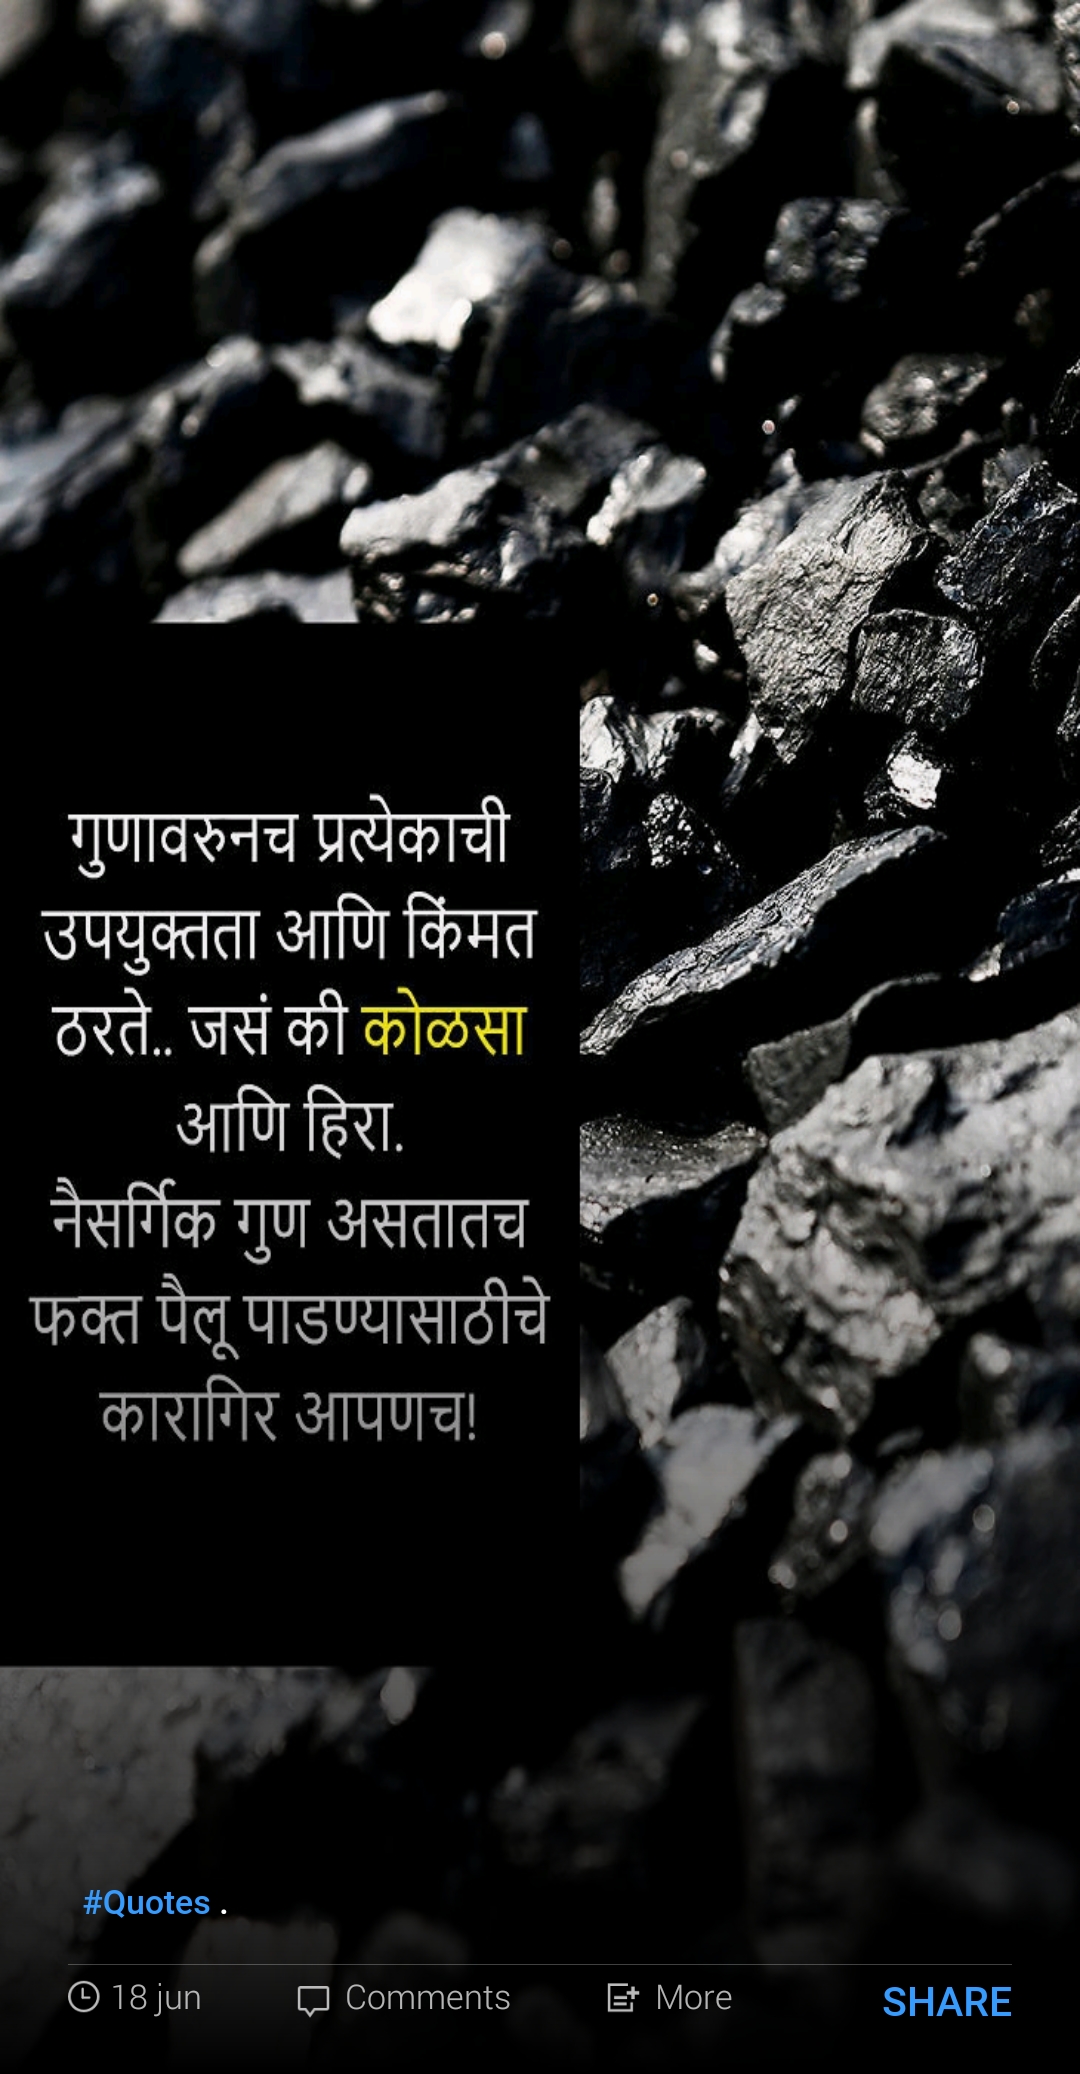 गुणावरुनच प्रत्येकाची
उपयुक्तता आणि किंमत
ठरते.. जसं की कोळसा
आणि हिरा.
नैसर्गिक गुण असतातच
फक्त पैलू पाडण्यासाठीचे
कारागिर आपणच!
#Quotes .
18 jun Comments More SHARE